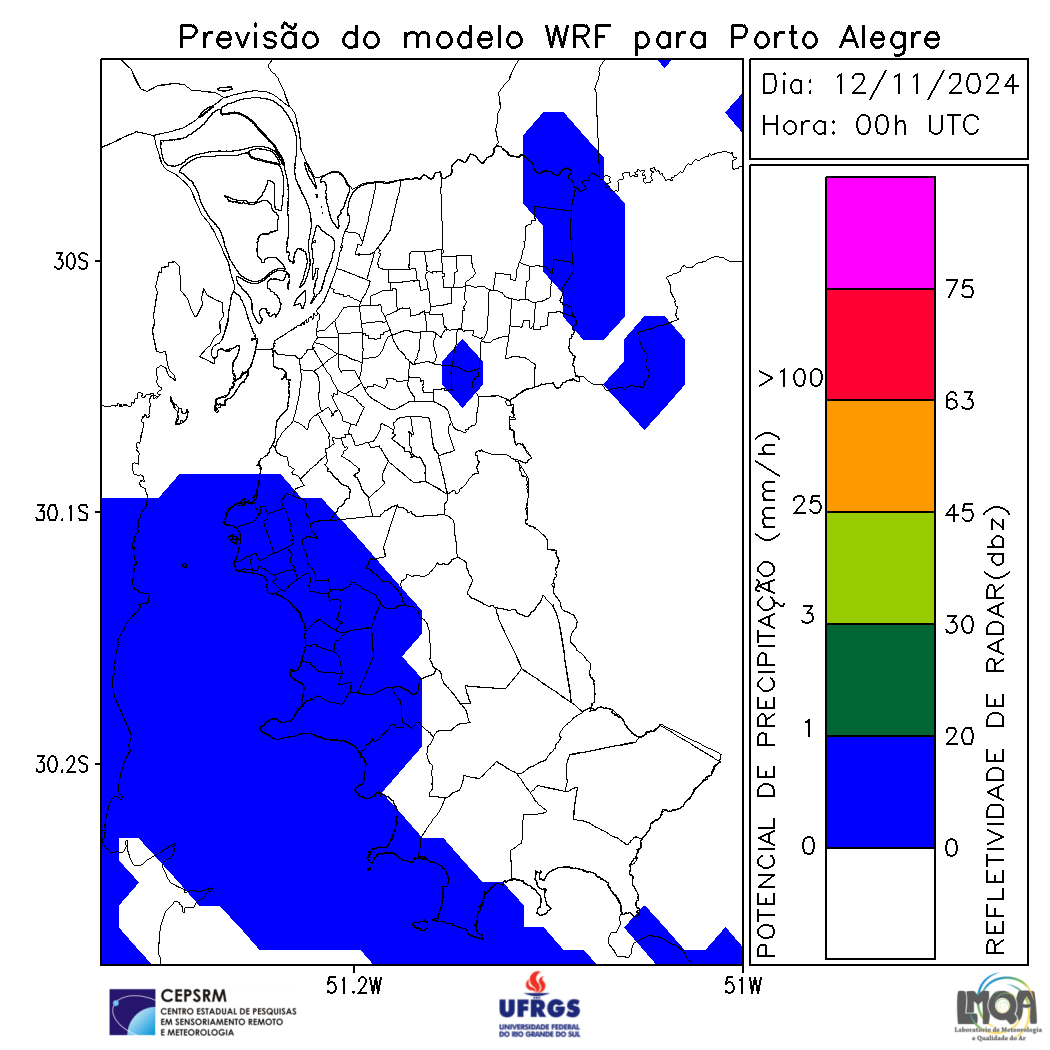 Previsão do modelo WRF para Porto Alegre
Dia: 12/11/2024
Hora: 00h UTC
30S
30.1S
30.2S
51.2W
51W
POTENCIAL DE PRECIPITAÇÃO (mm/h)
>100
25
3
1
0
75
63
45
30
20
0
REFLETIVIDADE DE RADAR(dbz)
CEPSRM
CENTRO ESTADUAL DE PESQUISAS
EM SENSORIAMENTO REMOTO
E METEOROLOGIA
UFRGS
UNIVERSIDADE FEDERAL
DO RIO GRANDE DO SUL
LMQA
Laboratório de Meteorologia
e Qualidade do Ar